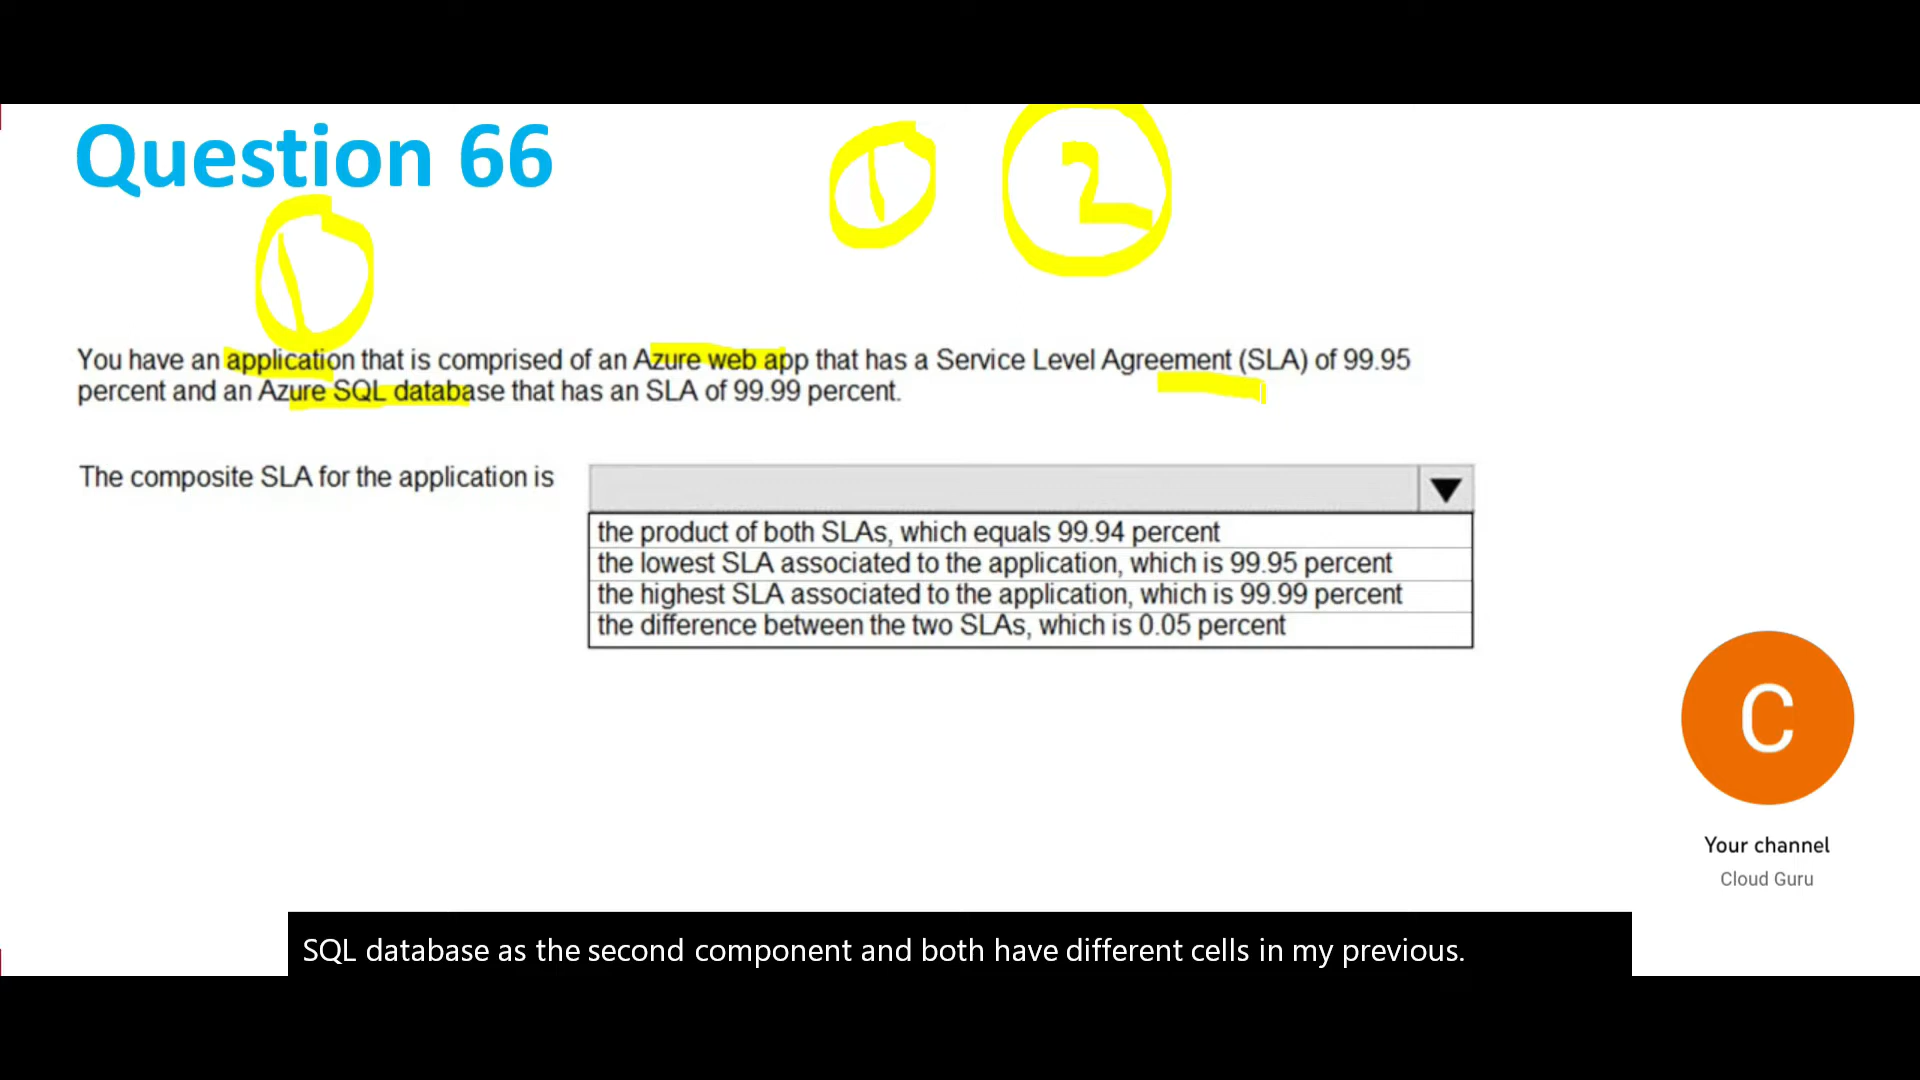 Question 66
1
2
1
You have an application that is comprised of an Azure web app that has a Service Level Agreement (SLA) of 99.95
percent and an Azure SQL database that has an SLA of 99.99 percent.
The composite SLA for the application is
the product of both SLAs, which equals 99.94 percent
the lowest SLA associated to the application, which is 99.95 percent
the highest SLA associated to the application, which is 99.99 percent
the difference between the two SLAs, which is 0.05 percent
C
Your channel
Cloud Guru
SQL database as the second component and both have different cells in my previous.